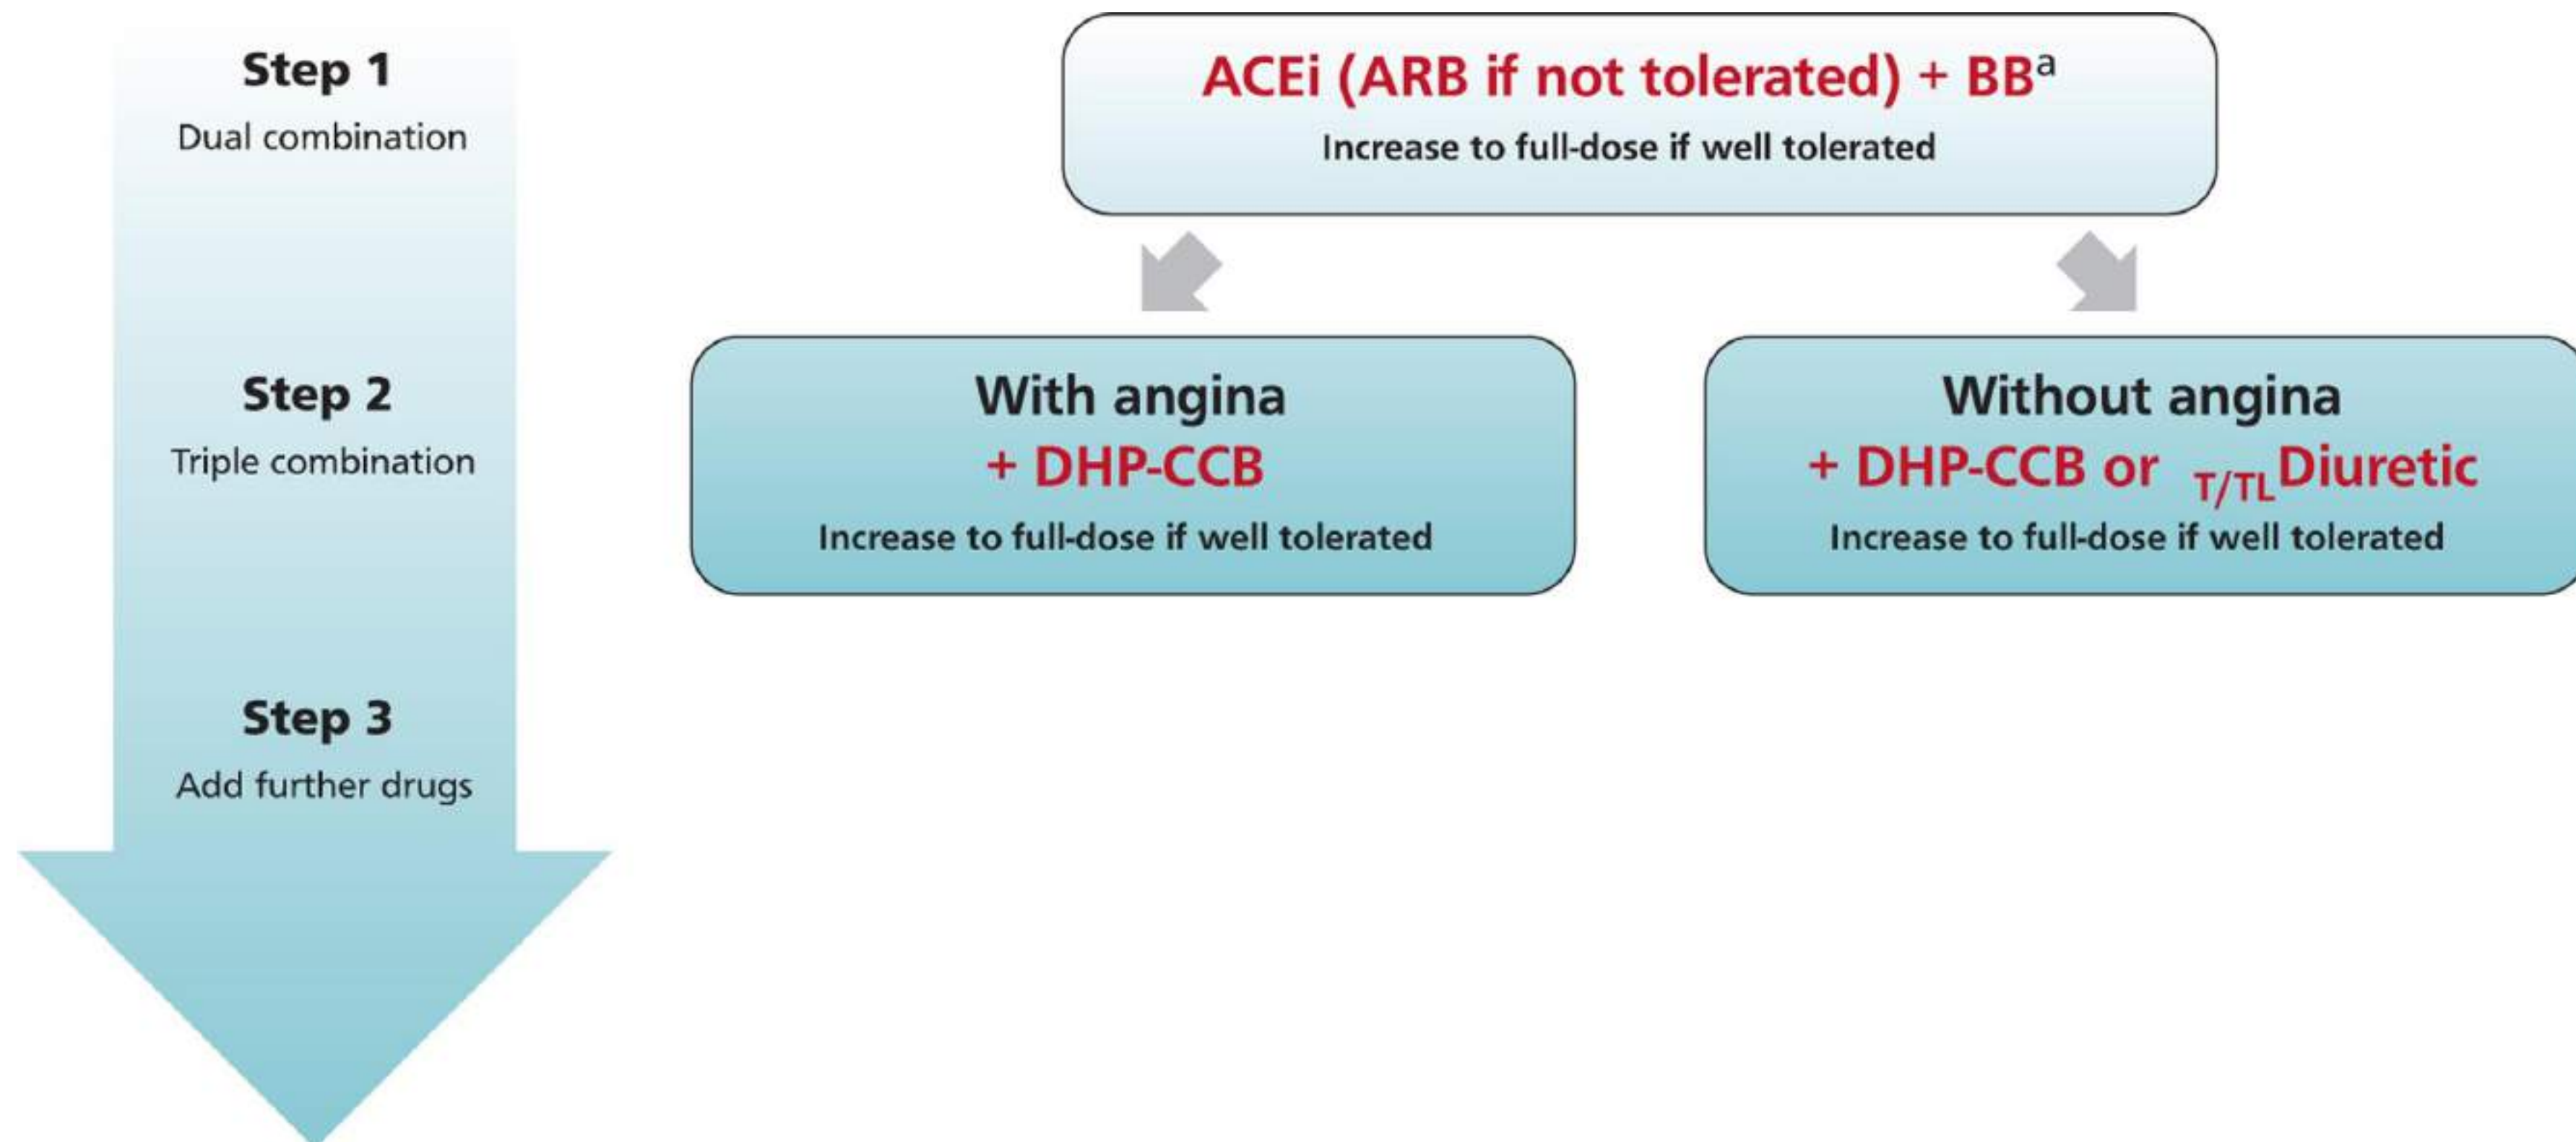 Step 1
Dual combination
ACEi (ARB if not tolerated) + BBᵃ
Increase to full-dose if well tolerated
Step 2
Triple combination
With angina
+ DHP-CCB
Increase to full-dose if well tolerated
Without angina
+ DHP-CCB or T/TLDiuretic
Increase to full-dose if well tolerated
Step 3
Add further drugs